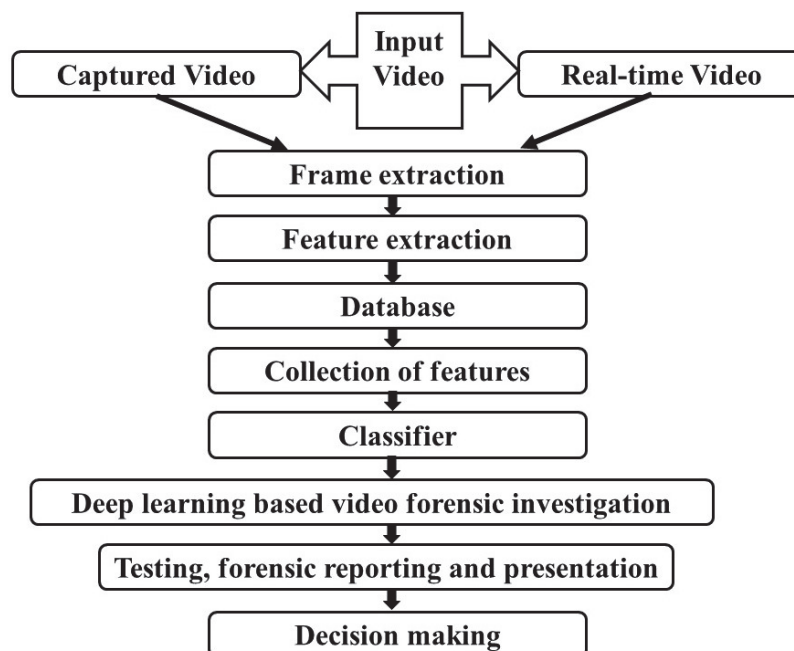 Input
Video
Captured Video
Real-time Video
Frame extraction
Feature extraction
Database
Collection of features
Classifier
Deep learning based video forensic investigation
Testing, forensic reporting and presentation
Decision making